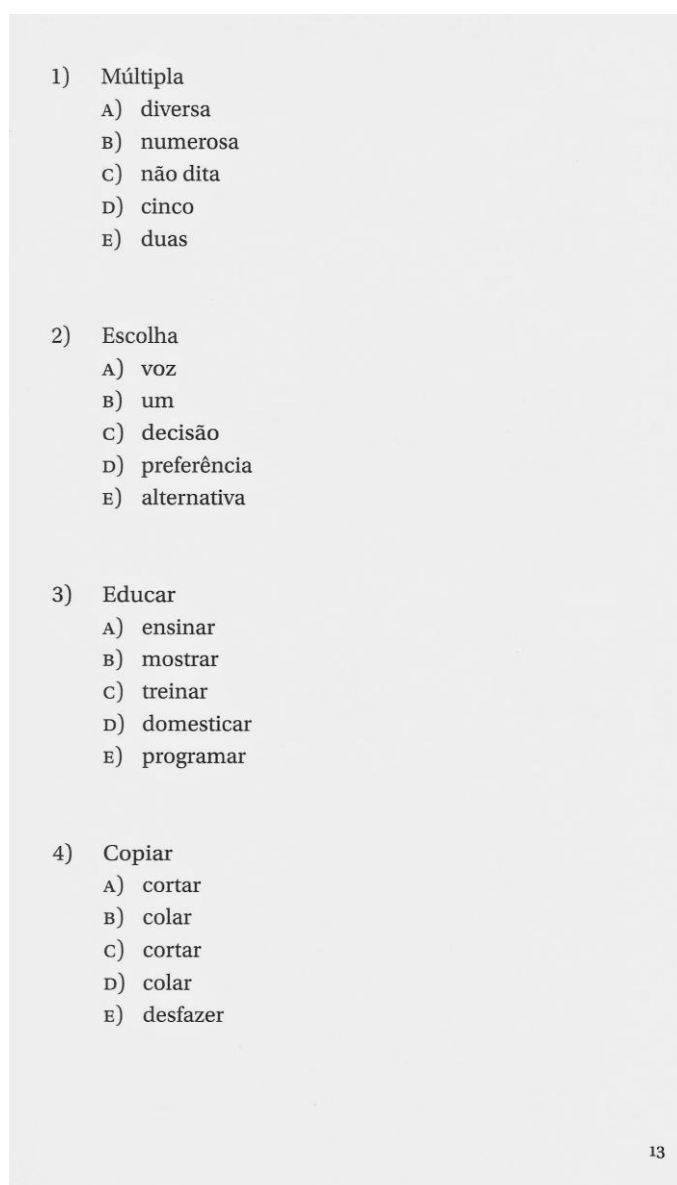 1) Múltipla
A) diversa
B) numerosa
C) não dita
D) cinco
E) duas
2) Escolha
A) voz
B) um
C) decisão
D) preferência
E) alternativa
3) Educar
A) ensinar
B) mostrar
C) treinar
D) domesticar
E) programar
4) Copiar
A) cortar
B) colar
C) cortar
D) colar
E) desfazer
13